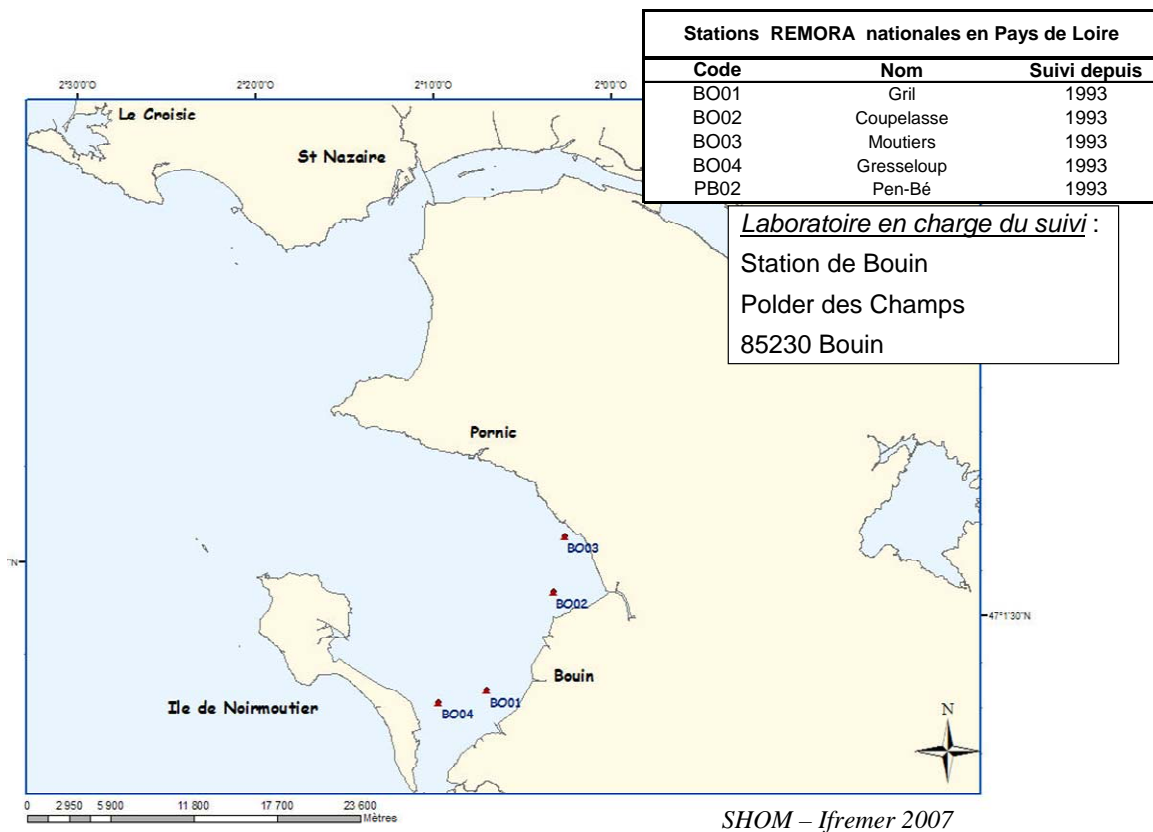 Stations REMORA nationales en Pays de Loire
Code Nom Suivi depuis
BO01 Gril 1993
BO02 Coupelasse 1993
BO03 Moutiers 1993
BO04 Gresseloup 1993
PB02 Pen-Bé 1993
Laboratoire en charge du suivi :
Station de Bouin
Polder des Champs
85230 Bouin
2°30'0"O 2°20'0"O 2°10'0"O 2°0'0"O
Le Croisic
St Nazaire
Pornic
BO03
"N
BO02
47°1'30"N
Bouin
BO01
Ile de Noirmoutier
BO04
N
0 2 950 5 900 11 800 17 700 23 600
Mètres
SHOM – Ifremer 2007